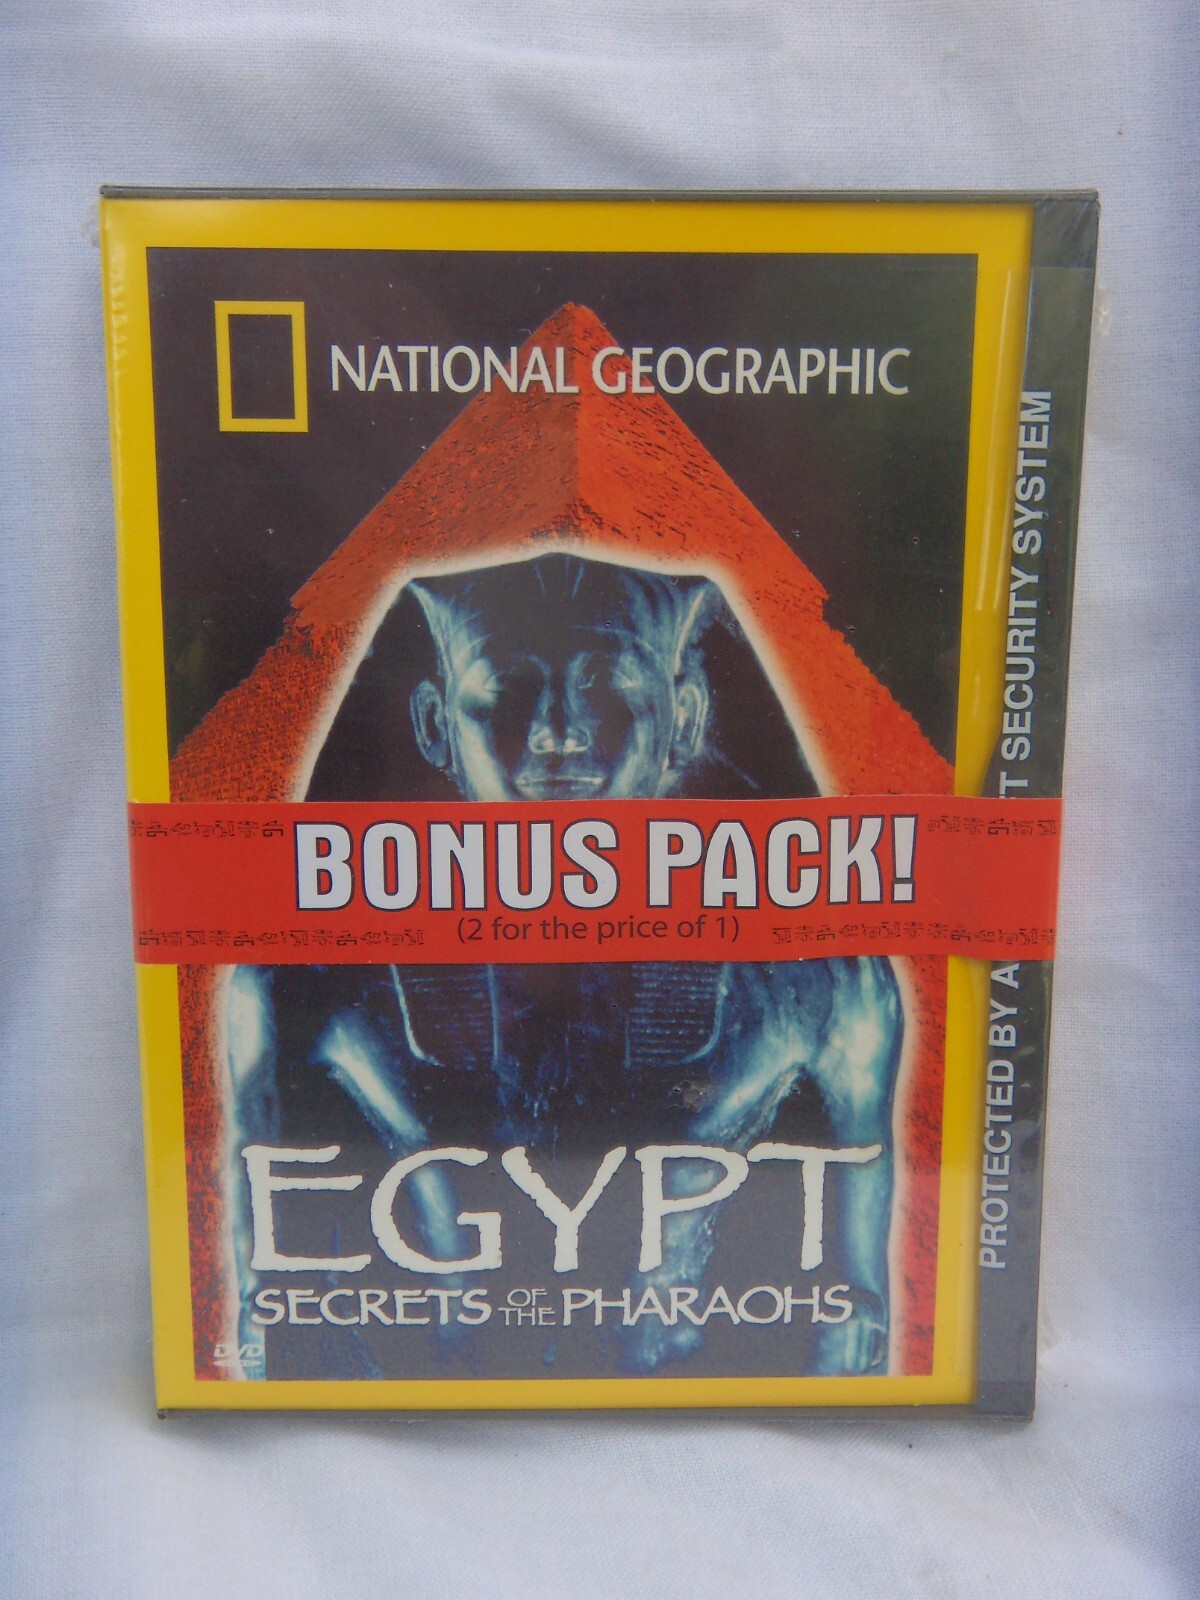 NATIONAL GEOGRAPHIC
BONUS PACK!
(2 for the price of 1)
EGYPT
SECRETS OF THE PHARAOHS
DVD
PROTECTED BY A
T SECURITY SYSTEM